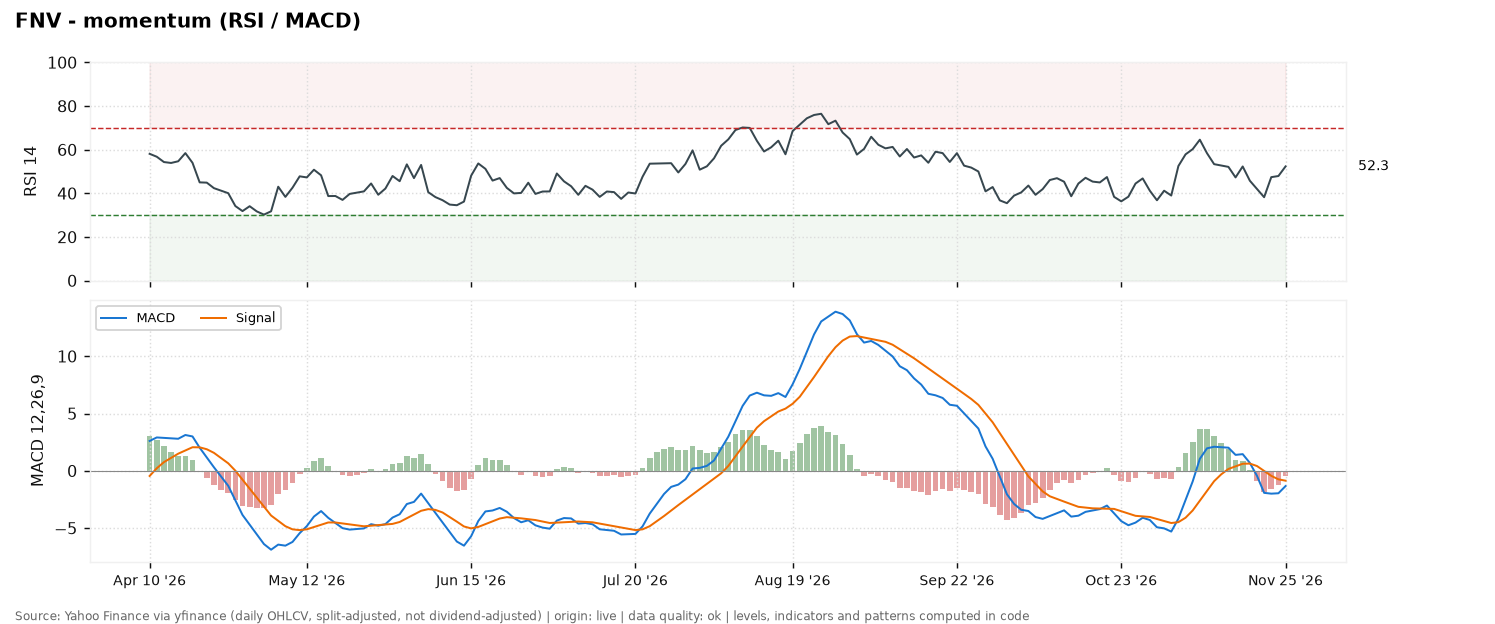 FNV - momentum (RSI / MACD)
100
80
60
40
20
0
RSI 14
52.3
MACD Signal
10
5
0
−5
MACD 12,26,9
Apr 10 '26 May 12 '26 Jun 15 '26 Jul 20 '26 Aug 19 '26 Sep 22 '26 Oct 23 '26 Nov 25 '26
Source: Yahoo Finance via yfinance (daily OHLCV, split-adjusted, not dividend-adjusted) | origin: live | data quality: ok | levels, indicators and patterns computed in code